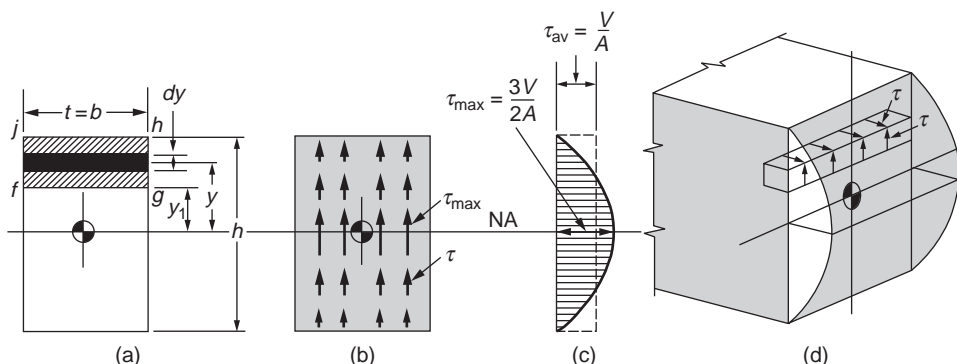 t = b
dy
j
h
f
g
y₁
y
h
(a)
τmax
τ
(b)
τav = V/A
τmax = 3V/2A
NA
(c)
τ
τ
(d)